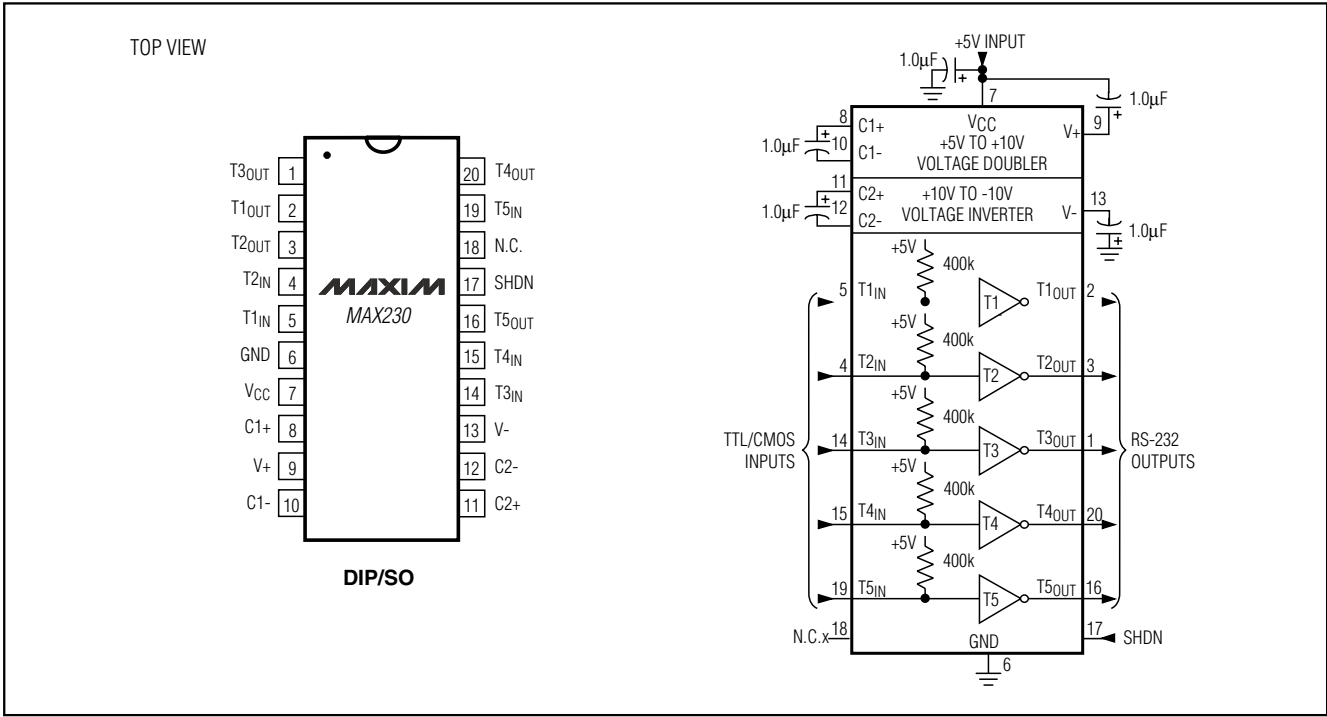 TOP VIEW
T3OUT 1
T1OUT 2
T2OUT 3
T2IN 4
T1IN 5
GND 6
VCC 7
C1+ 8
V+ 9
C1- 10
20 T4OUT
19 T5IN
18 N.C.
17 SHDN
16 T5OUT
15 T4IN
14 T3IN
13 V-
12 C2-
11 C2+
MAXIM
MAX230
DIP/SO
+5V INPUT
1.0µF
+
7
1.0µF
+
8 C1+
1.0µF
+
10 C1-
VCC
+5V TO +10V
VOLTAGE DOUBLER
V+ 9
11 C2+
1.0µF
+
12 C2-
+10V TO -10V
VOLTAGE INVERTER
V- 13
1.0µF
+
+5V
400k
5 T1IN
T1
T1OUT 2
+5V
400k
4 T2IN
T2
T2OUT 3
+5V
400k
14 T3IN
T3
T3OUT 1
+5V
400k
15 T4IN
T4
T4OUT 20
+5V
400k
19 T5IN
T5
T5OUT 16
TTL/CMOS
INPUTS
RS-232
OUTPUTS
N.C.x 18
GND
6
17 SHDN